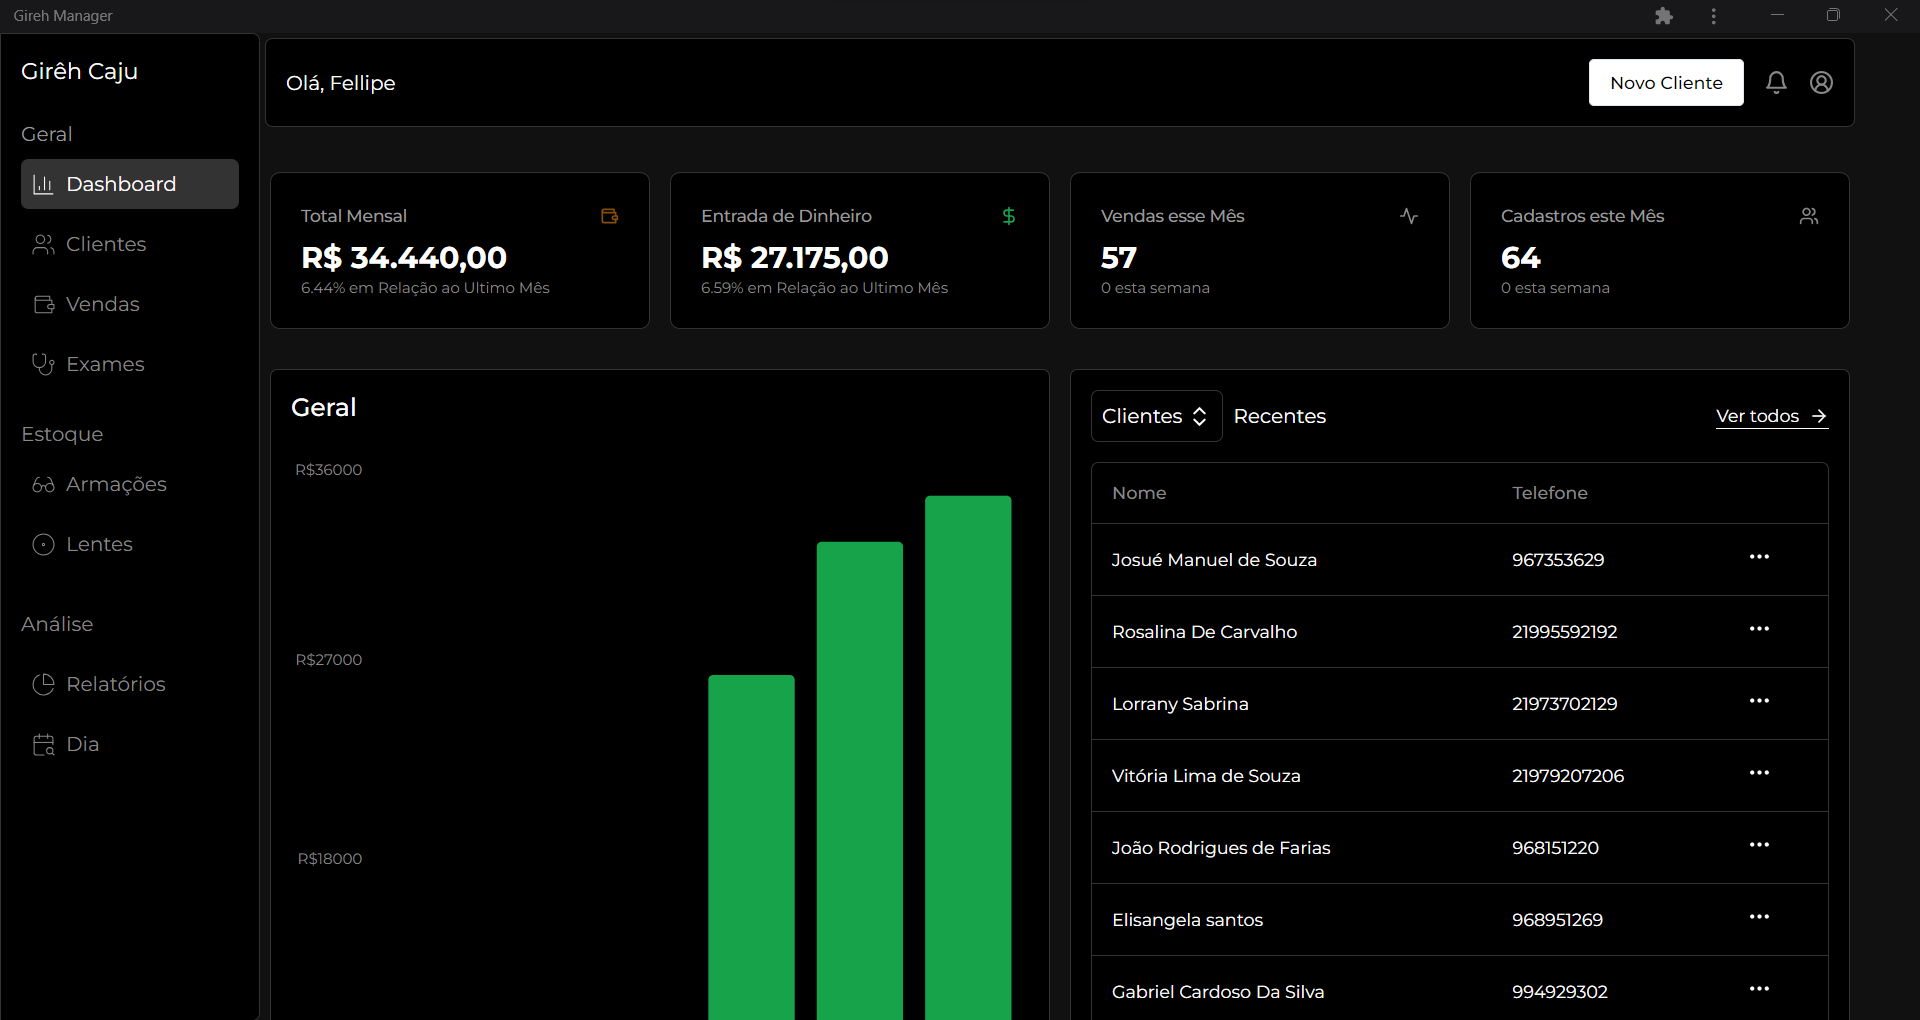 Gireh Manager
Girêh Caju
Geral
Dashboard
Clientes
Vendas
Exames
Estoque
Armações
Lentes
Análise
Relatórios
Dia
Olá, Fellipe
Novo Cliente
Total Mensal
R$ 34.440,00
6.44% em Relação ao Ultimo Mês
Entrada de Dinheiro
R$ 27.175,00
6.59% em Relação ao Ultimo Mês
Vendas esse Mês
57
0 esta semana
Cadastros este Mês
64
0 esta semana
Geral
R$36000
R$27000
R$18000
Clientes Recentes
Ver todos
Nome Telefone
Josué Manuel de Souza 967353629
Rosalina De Carvalho 21995592192
Lorrany Sabrina 21973702129
Vitória Lima de Souza 21979207206
João Rodrigues de Farias 968151220
Elisangela santos 968951269
Gabriel Cardoso Da Silva 994929302